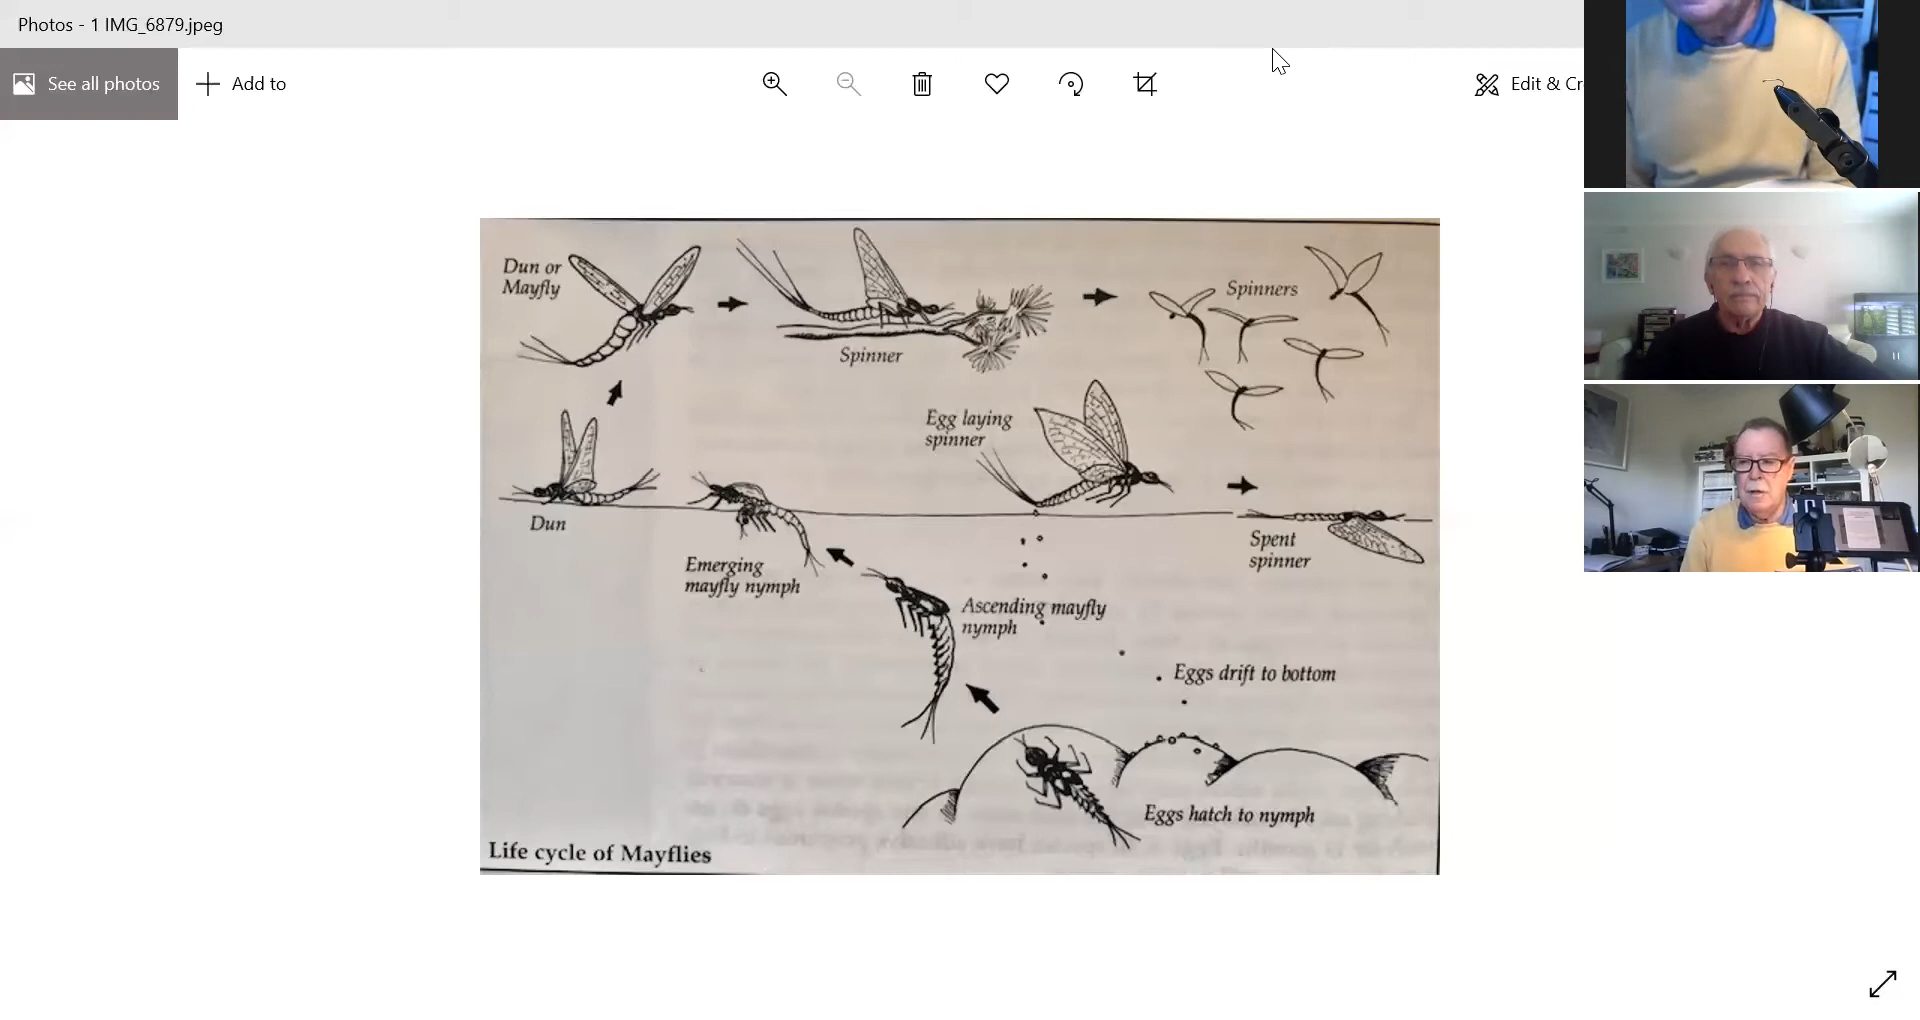 Photos - 1 IMG_6879.jpeg
See all photos
Add to
Edit & Cr
Dun or
Mayfly
Spinner
Spinners
Egg laying
spinner
Dun
Emerging
mayfly nymph
Spent
spinner
Ascending mayfly
nymph
Eggs drift to bottom
Eggs hatch to nymph
Life cycle of Mayflies